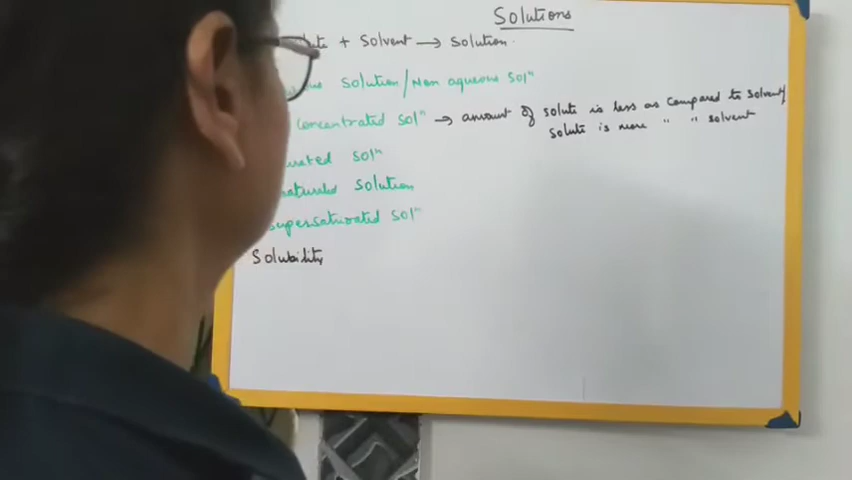 Solutions
+ Solvent → Solution.
Solution/Non aqueous Solⁿ
Concentrated Solⁿ → amount of solute is less as compared to solvent/
solute is more " " solvent
Solⁿ
Solution
Supersaturated Solⁿ
Solubility